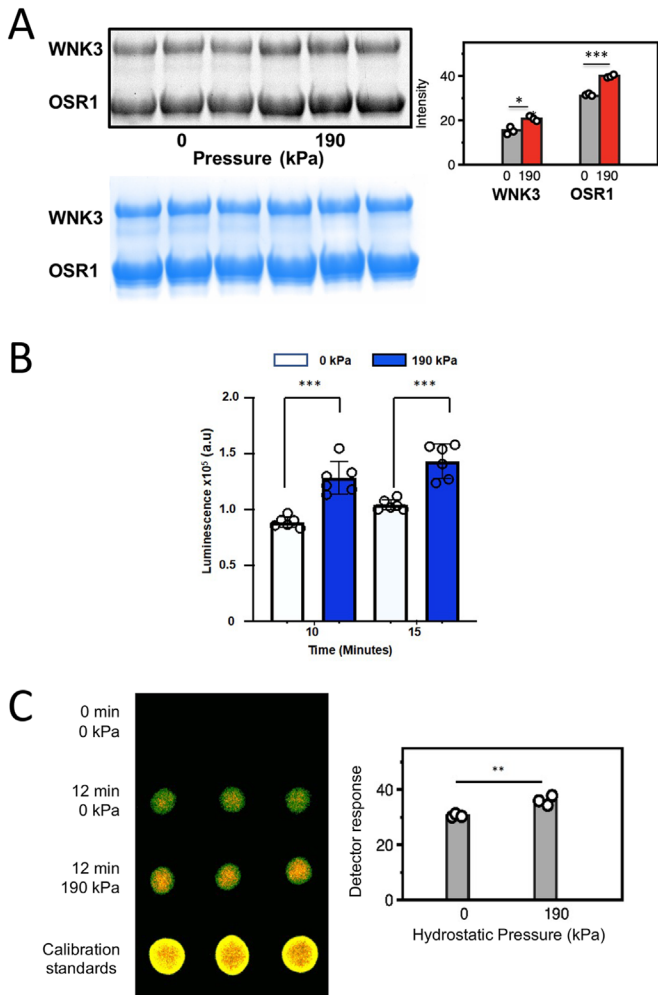 A
WNK3
OSR1
0 190
Pressure (kPa)
WNK3
OSR1
Intensity
40
20
0
*
***
0 190 0 190
WNK3 OSR1
B
0 kPa 190 kPa
*** ***
Luminescence x10⁵ (a.u)
2.0
1.5
1.0
0.5
0
10 15
Time (Minutes)
C
0 min
0 kPa
12 min
0 kPa
12 min
190 kPa
Calibration
standards
Detector response
40
20
0
**
0 190
Hydrostatic Pressure (kPa)